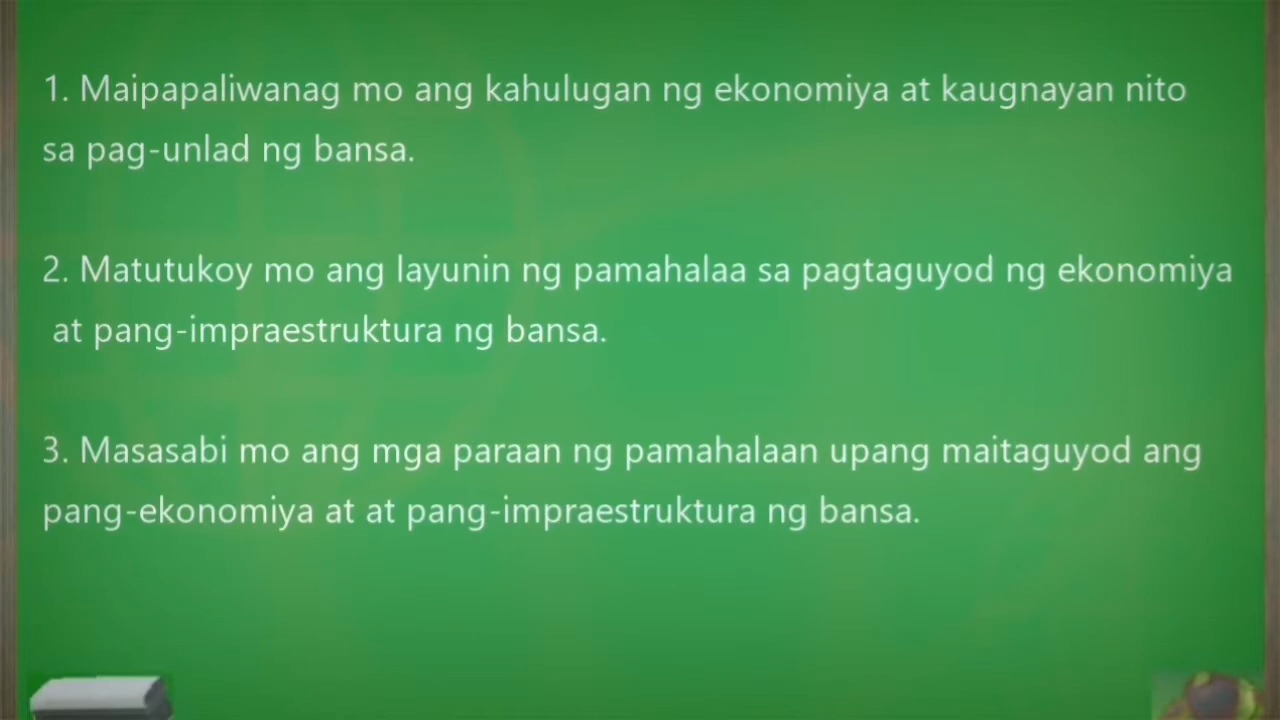 1. Maipapaliwanag mo ang kahulugan ng ekonomiya at kaugnayan nito
sa pag-unlad ng bansa.
2. Matutukoy mo ang layunin ng pamahalaa sa pagtaguyod ng ekonomiya
at pang-impraestruktura ng bansa.
3. Masasabi mo ang mga paraan ng pamahalaan upang maitaguyod ang
pang-ekonomiya at at pang-impraestruktura ng bansa.